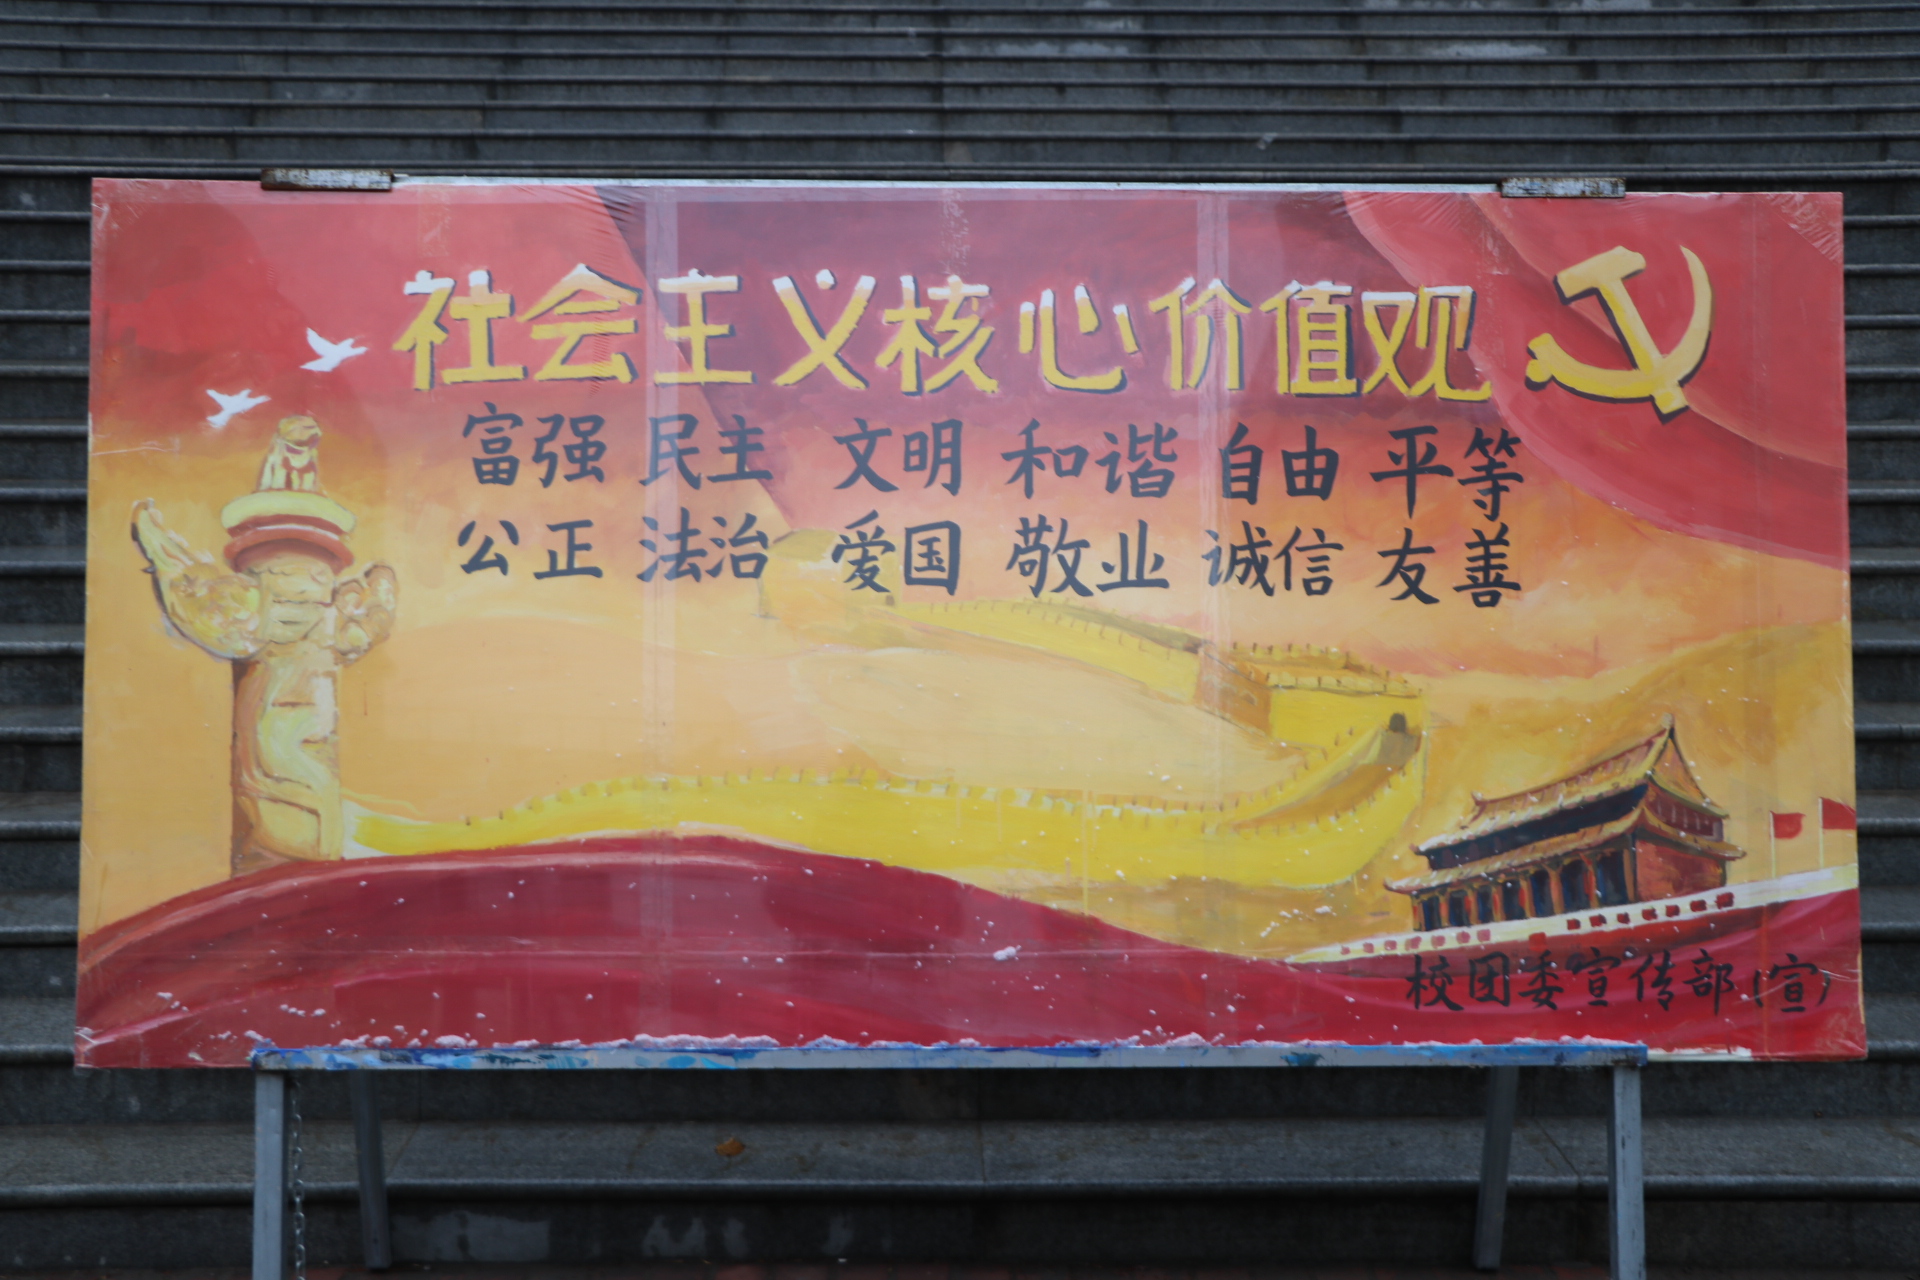 社会主义核心价值观
富强 民主 文明 和谐 自由 平等
公正 法治 爱国 敬业 诚信 友善
校团委宣传部(宣)